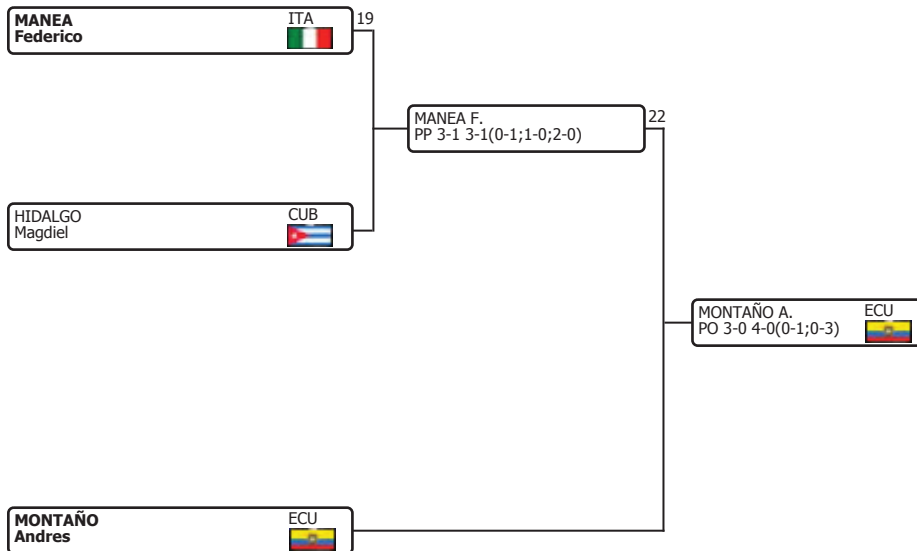 MANEA ITA 19
Federico
MANEA F. 22
PP 3-1 3-1(0-1;1-0;2-0)
HIDALGO CUB
Magdiel
MONTAÑO A. ECU
PO 3-0 4-0(0-1;0-3)
MONTAÑO ECU
Andres